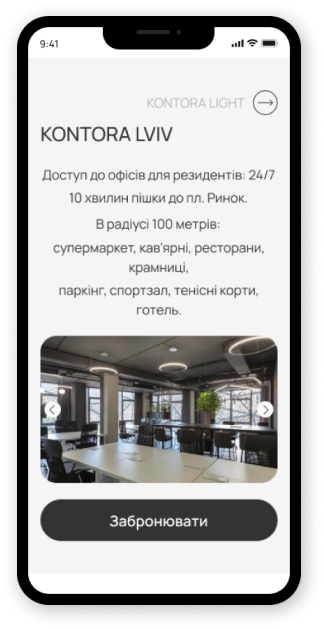 9:41
KONTORA LIGHT
KONTORA LVIV
Доступ до офісів для резидентів: 24/7
10 хвилин пішки до пл. Ринок.
В радіусі 100 метрів:
супермаркет, кав'ярні, ресторани,
крамниці,
паркінг, спортзал, тенісні корти,
готель.
Забронювати